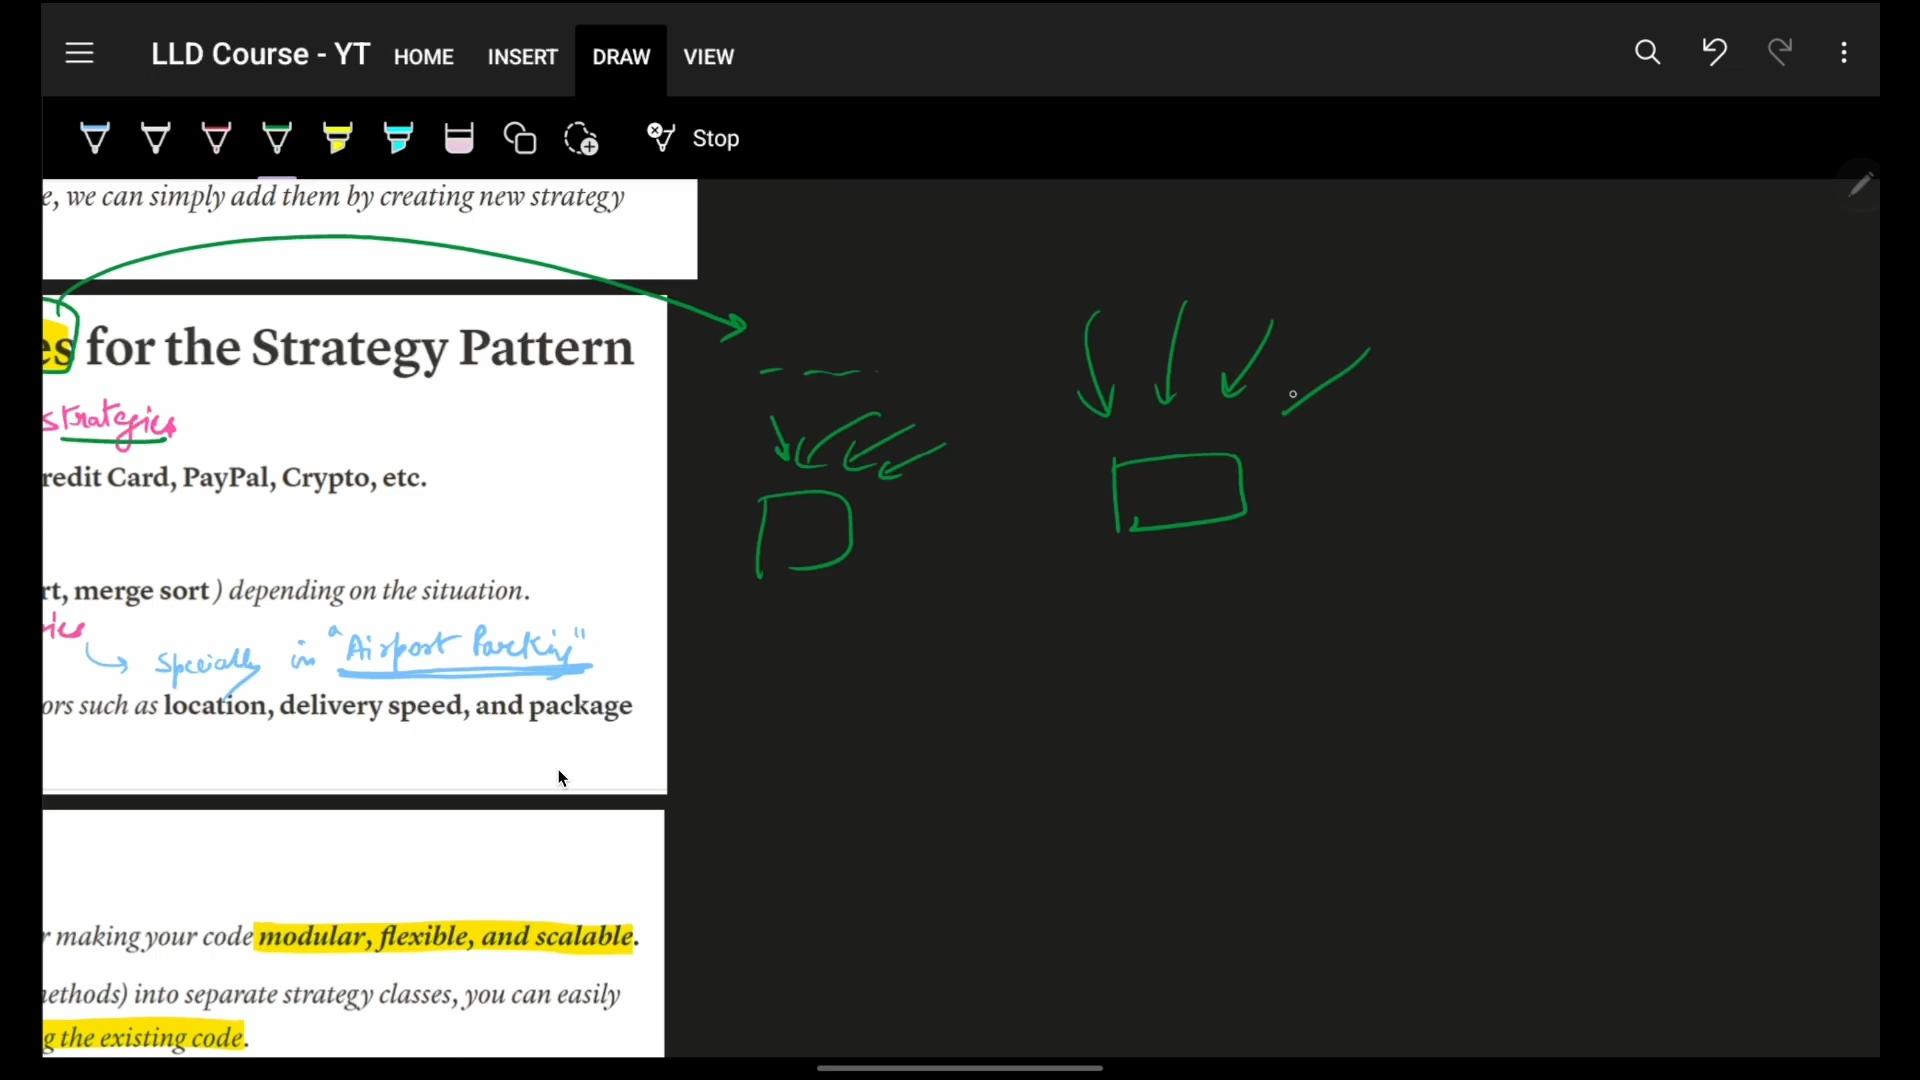 LLD Course - YT HOME INSERT DRAW VIEW
Stop
e, we can simply add them by creating new strategy
es for the Strategy Pattern
strategies
redit Card, PayPal, Crypto, etc.
rt, merge sort ) depending on the situation.
ries
specially in "Airport Parking"
ors such as location, delivery speed, and package
r making your code modular, flexible, and scalable.
nethods) into separate strategy classes, you can easily
g the existing code.